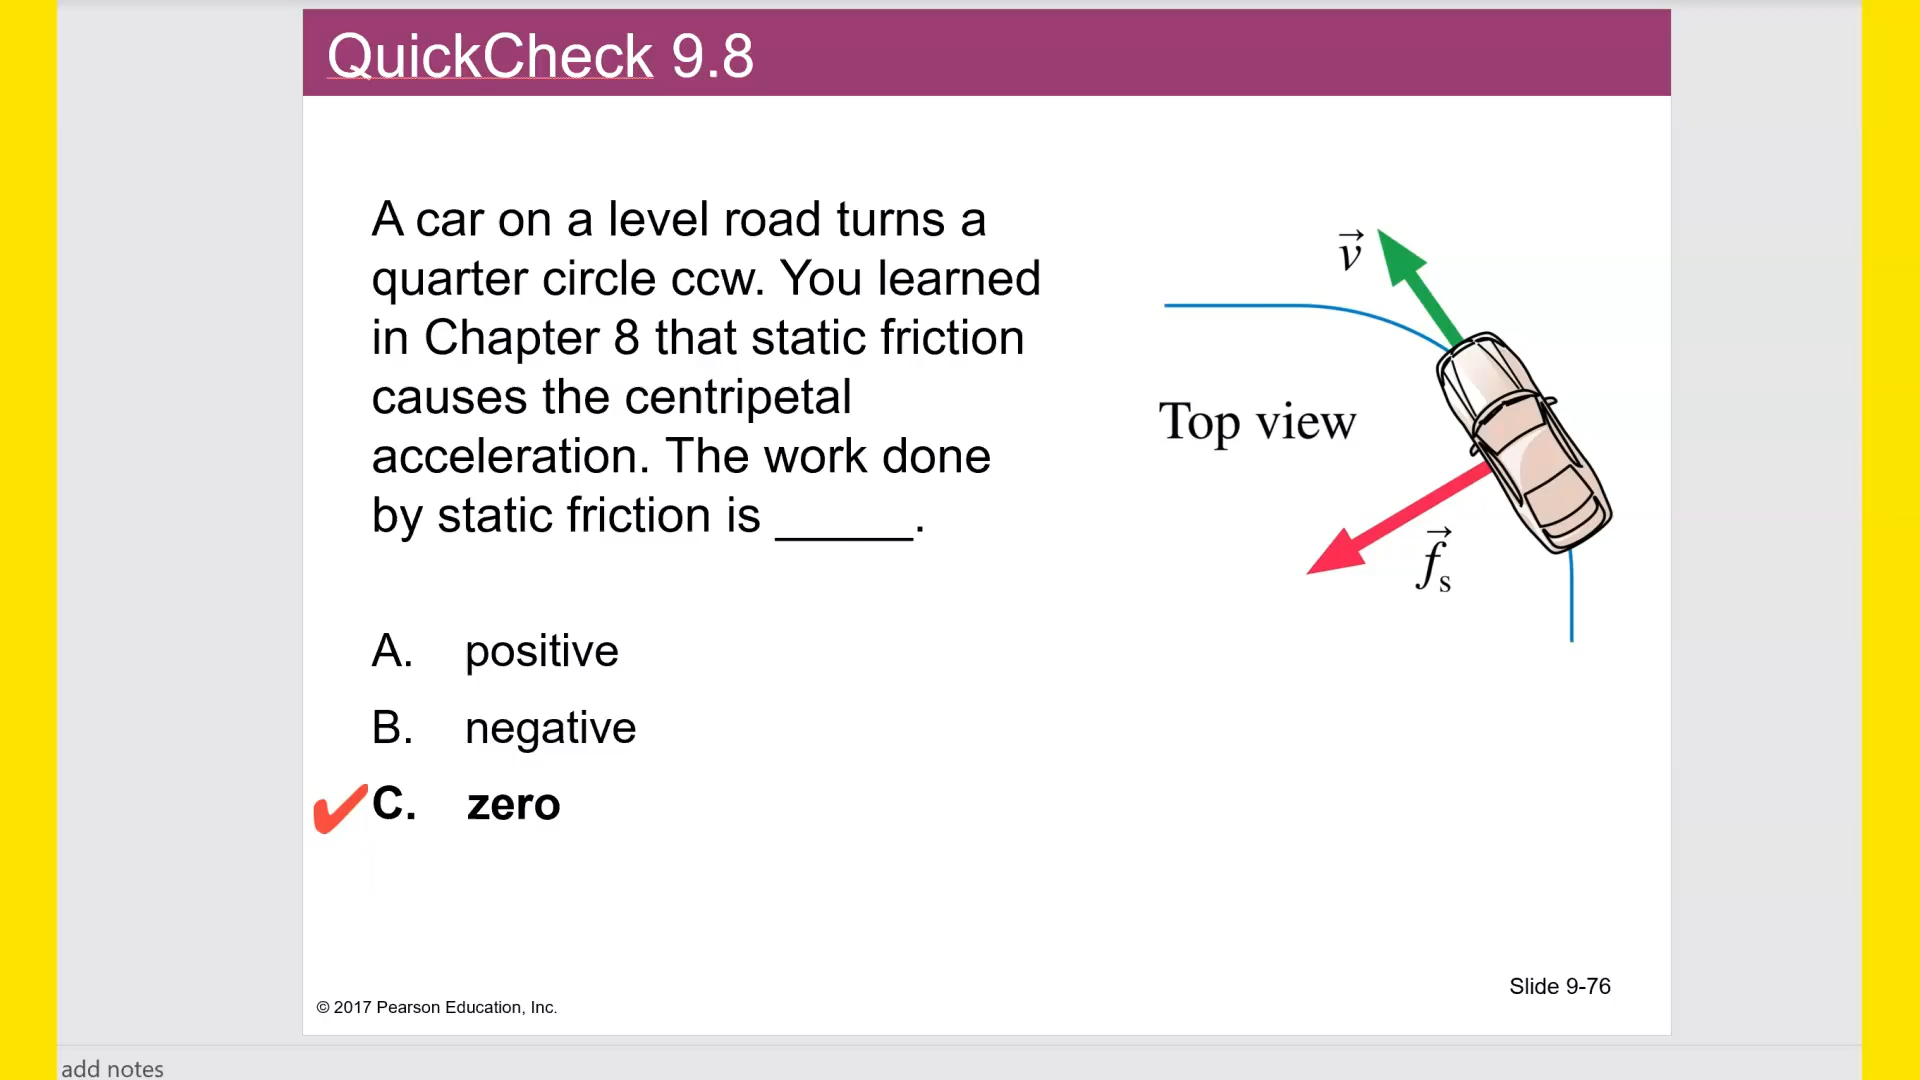 QuickCheck 9.8
A car on a level road turns a
quarter circle ccw. You learned
in Chapter 8 that static friction
causes the centripetal
acceleration. The work done
by static friction is _____.
v⃗
Top view
f⃗s
A. positive
B. negative
✔C. zero
Slide 9-76
© 2017 Pearson Education, Inc.
add notes